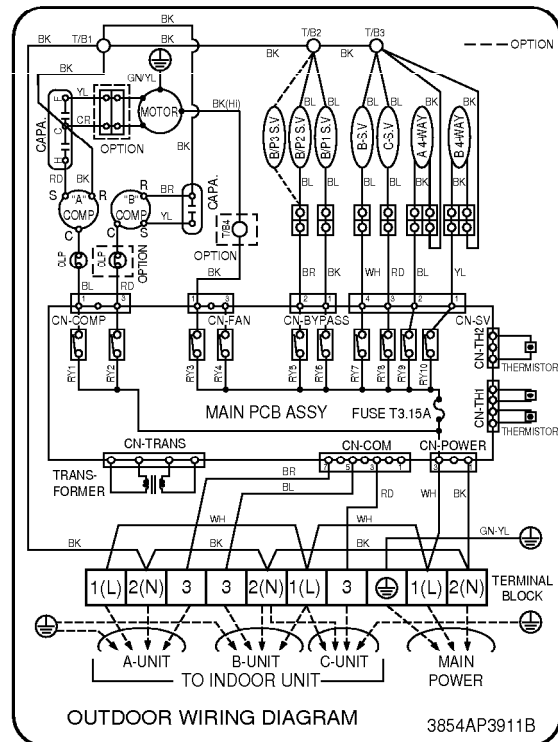 BK
T/B1
BK
T/B2
T/B3
BK
BK
BK
OPTION
GN/YL
BK
BK
BL
BL
BL
BK
BK
CAPA.
H C F
YL
CR
MOTOR
BK(Hi)
OPTION
BK
B/P3 S.V
B/P2 S.V
B/P1 S.V
B-S.V
C-S.V
A 4-WAY
B 4-WAY
RD
BK
S
R
"A"
COMP
C
R
"B"
COMP
C
S
BR
YL
CAPA.
BL
BL
BL
BL
BK
BK
T/B4
OPTION
OLP
OLP
OPTION
BL
RD
BK
BR
BK
WH
RD
BL
YL
1
3
1
3
2
1
4
3
2
1
CN-COMP
CN-FAN
CN-BYPASS
CN-SV
RY1
RY2
RY3
RY4
RY5
RY6
RY7
RY8
RY9
RY10
CN-TH2
THERMISTOR
CN-TH1
THERMISTOR
MAIN PCB ASSY
FUSE T3.15A
CN-TRANS
CN-COM
CN-POWER
7
5
3
1
3
1
TRANS-
FORMER
BR
BL
RD
WH
BK
WH
WH
GN-YL
BK
BK
BK
1(L)
2(N)
3
3
2(N)
1(L)
3
1(L)
2(N)
TERMINAL
BLOCK
A-UNIT
B-UNIT
C-UNIT
MAIN
POWER
TO INDOOR UNIT
OUTDOOR WIRING DIAGRAM
3854AP3911B